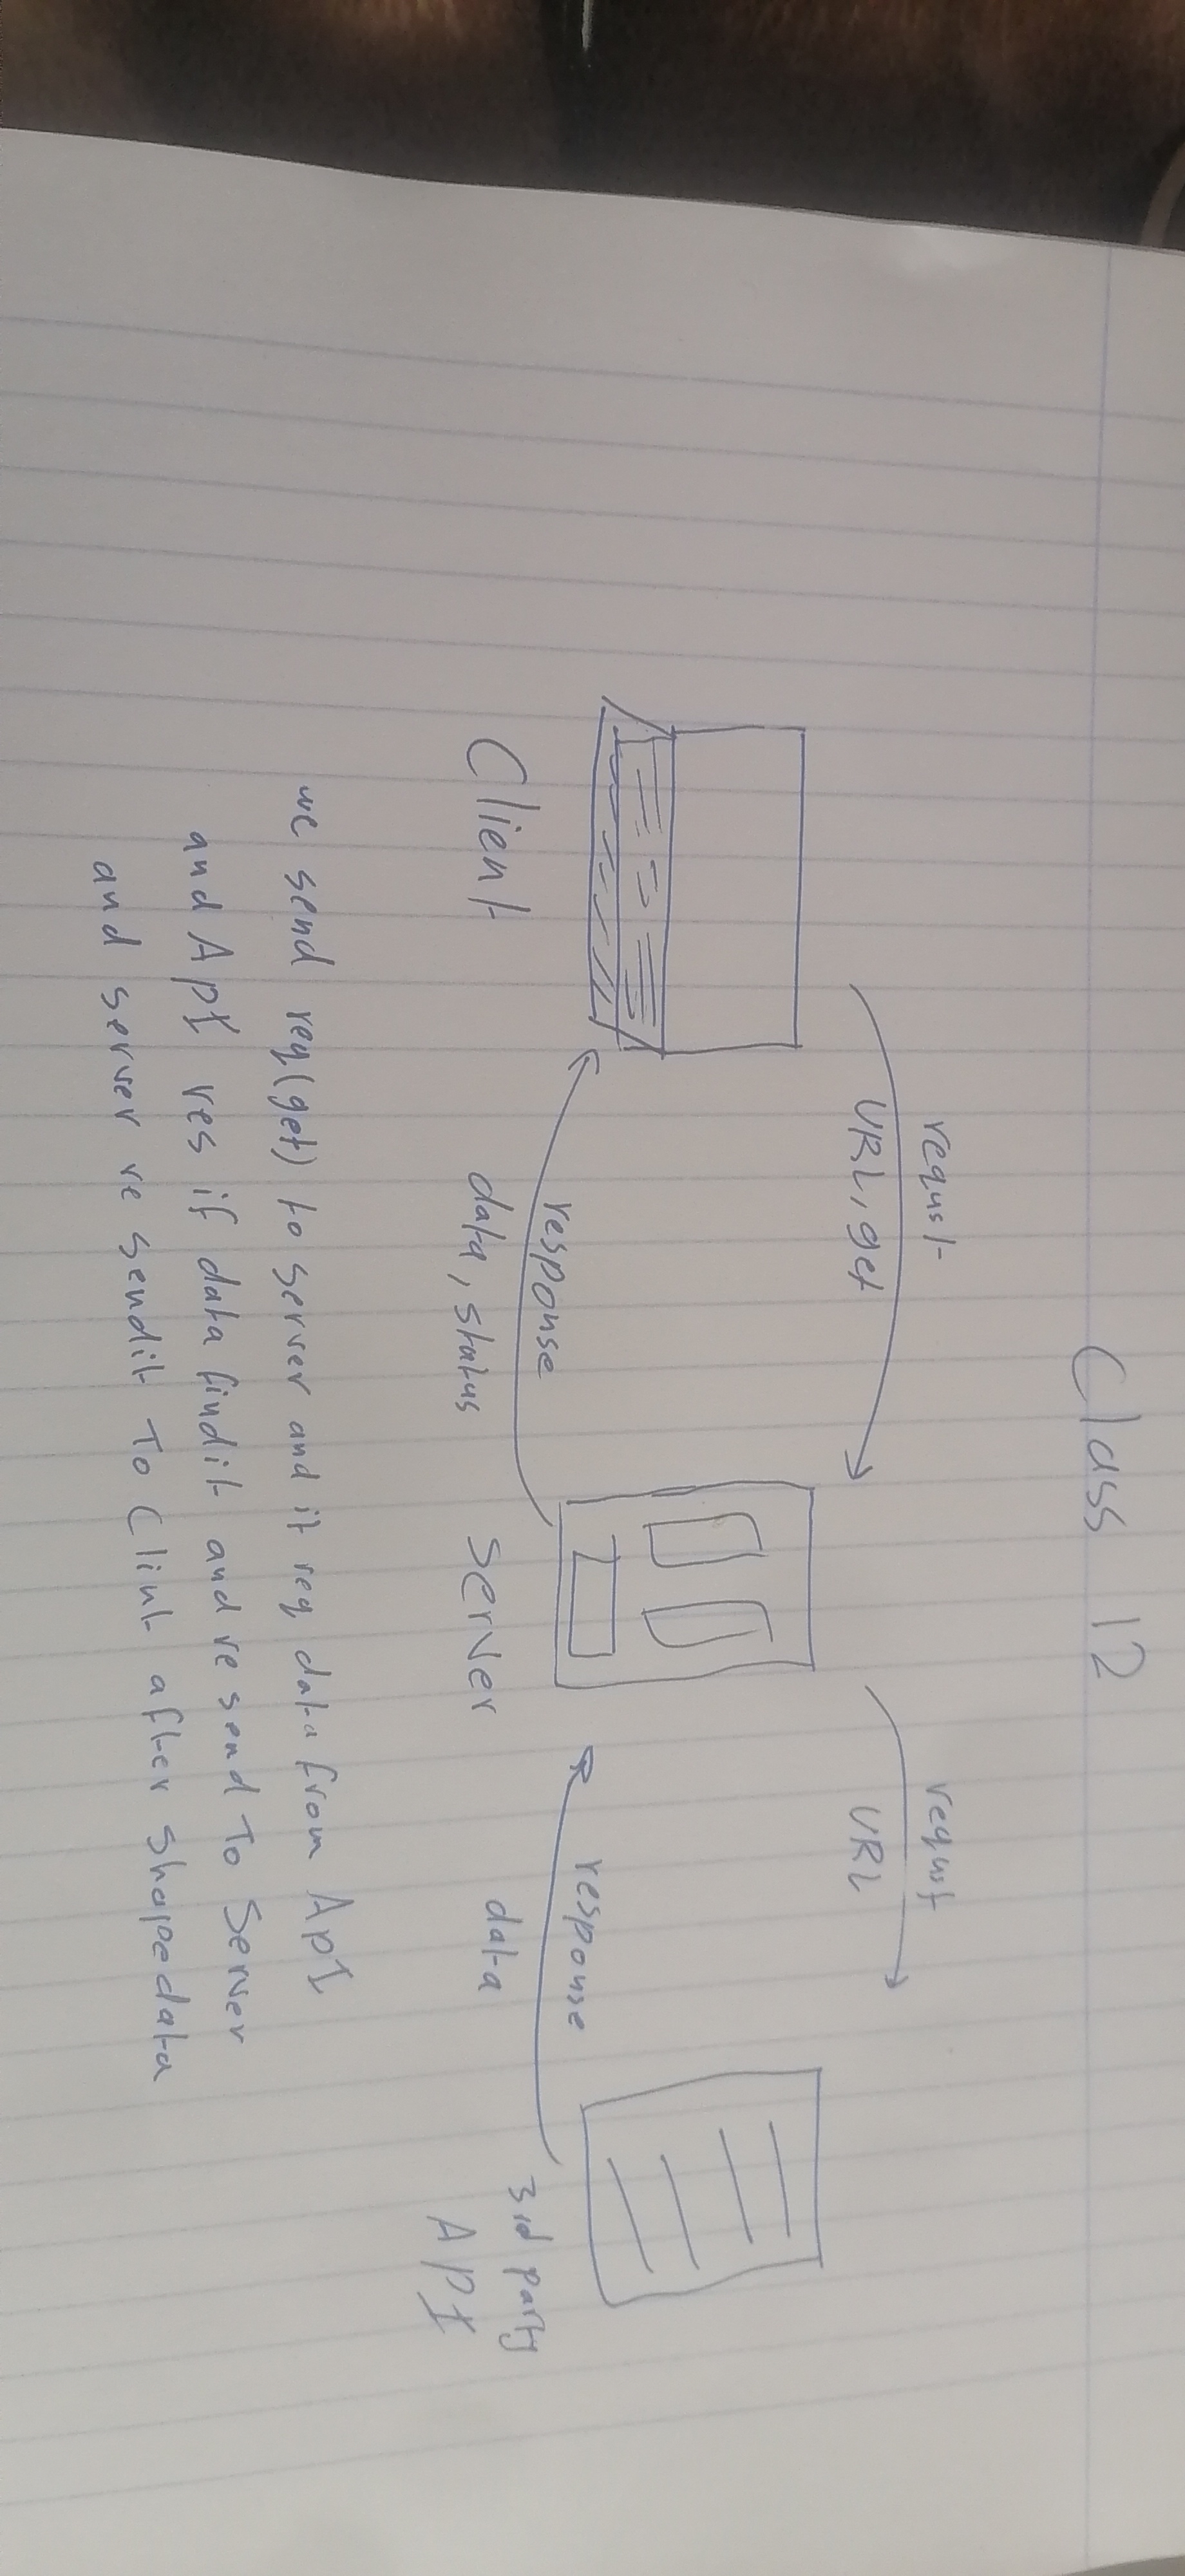 Class 12
requst
URL, get
requst
URL
response
data, status
response
data
Client
server
3rd party
API
we send req(get) to server and it req data from ApI
and ApI res if data findit and re send To Server
and server re sendit To Clint after shapedata